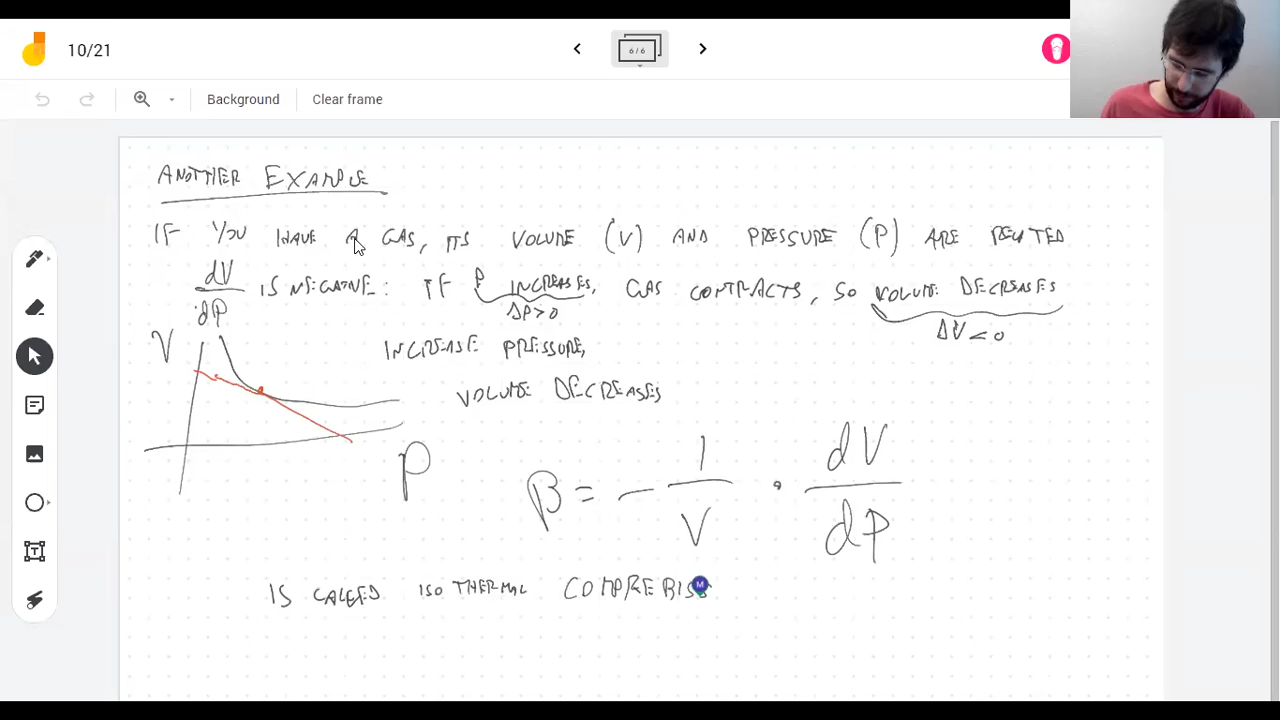 10/21
6/6
Background
Clear frame
ANOTHER EXAMPLE
IF YOU HAVE A GAS, ITS VOLUME (V) AND PRESSURE (P) ARE RELATED
dV/dP IS NEGATIVE: IF P INCREASES, GAS CONTRACTS, SO VOLUME DECREASES
ΔP>0
ΔV<0
V
INCREASE PRESSURE,
VOLUME DECREASES
P
β = - 1/V · dV/dP
IS CALLED ISOTHERMAL
M